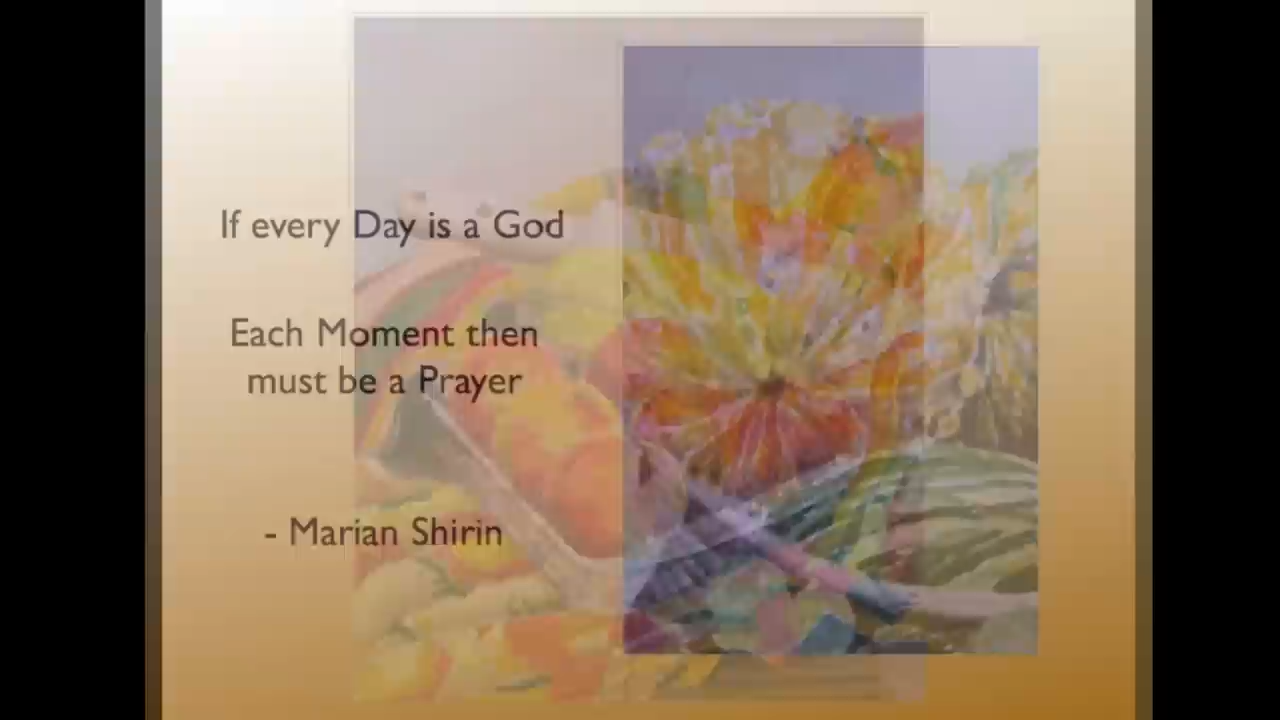 If every Day is a God
Each Moment then
must be a Prayer
- Marian Shirin